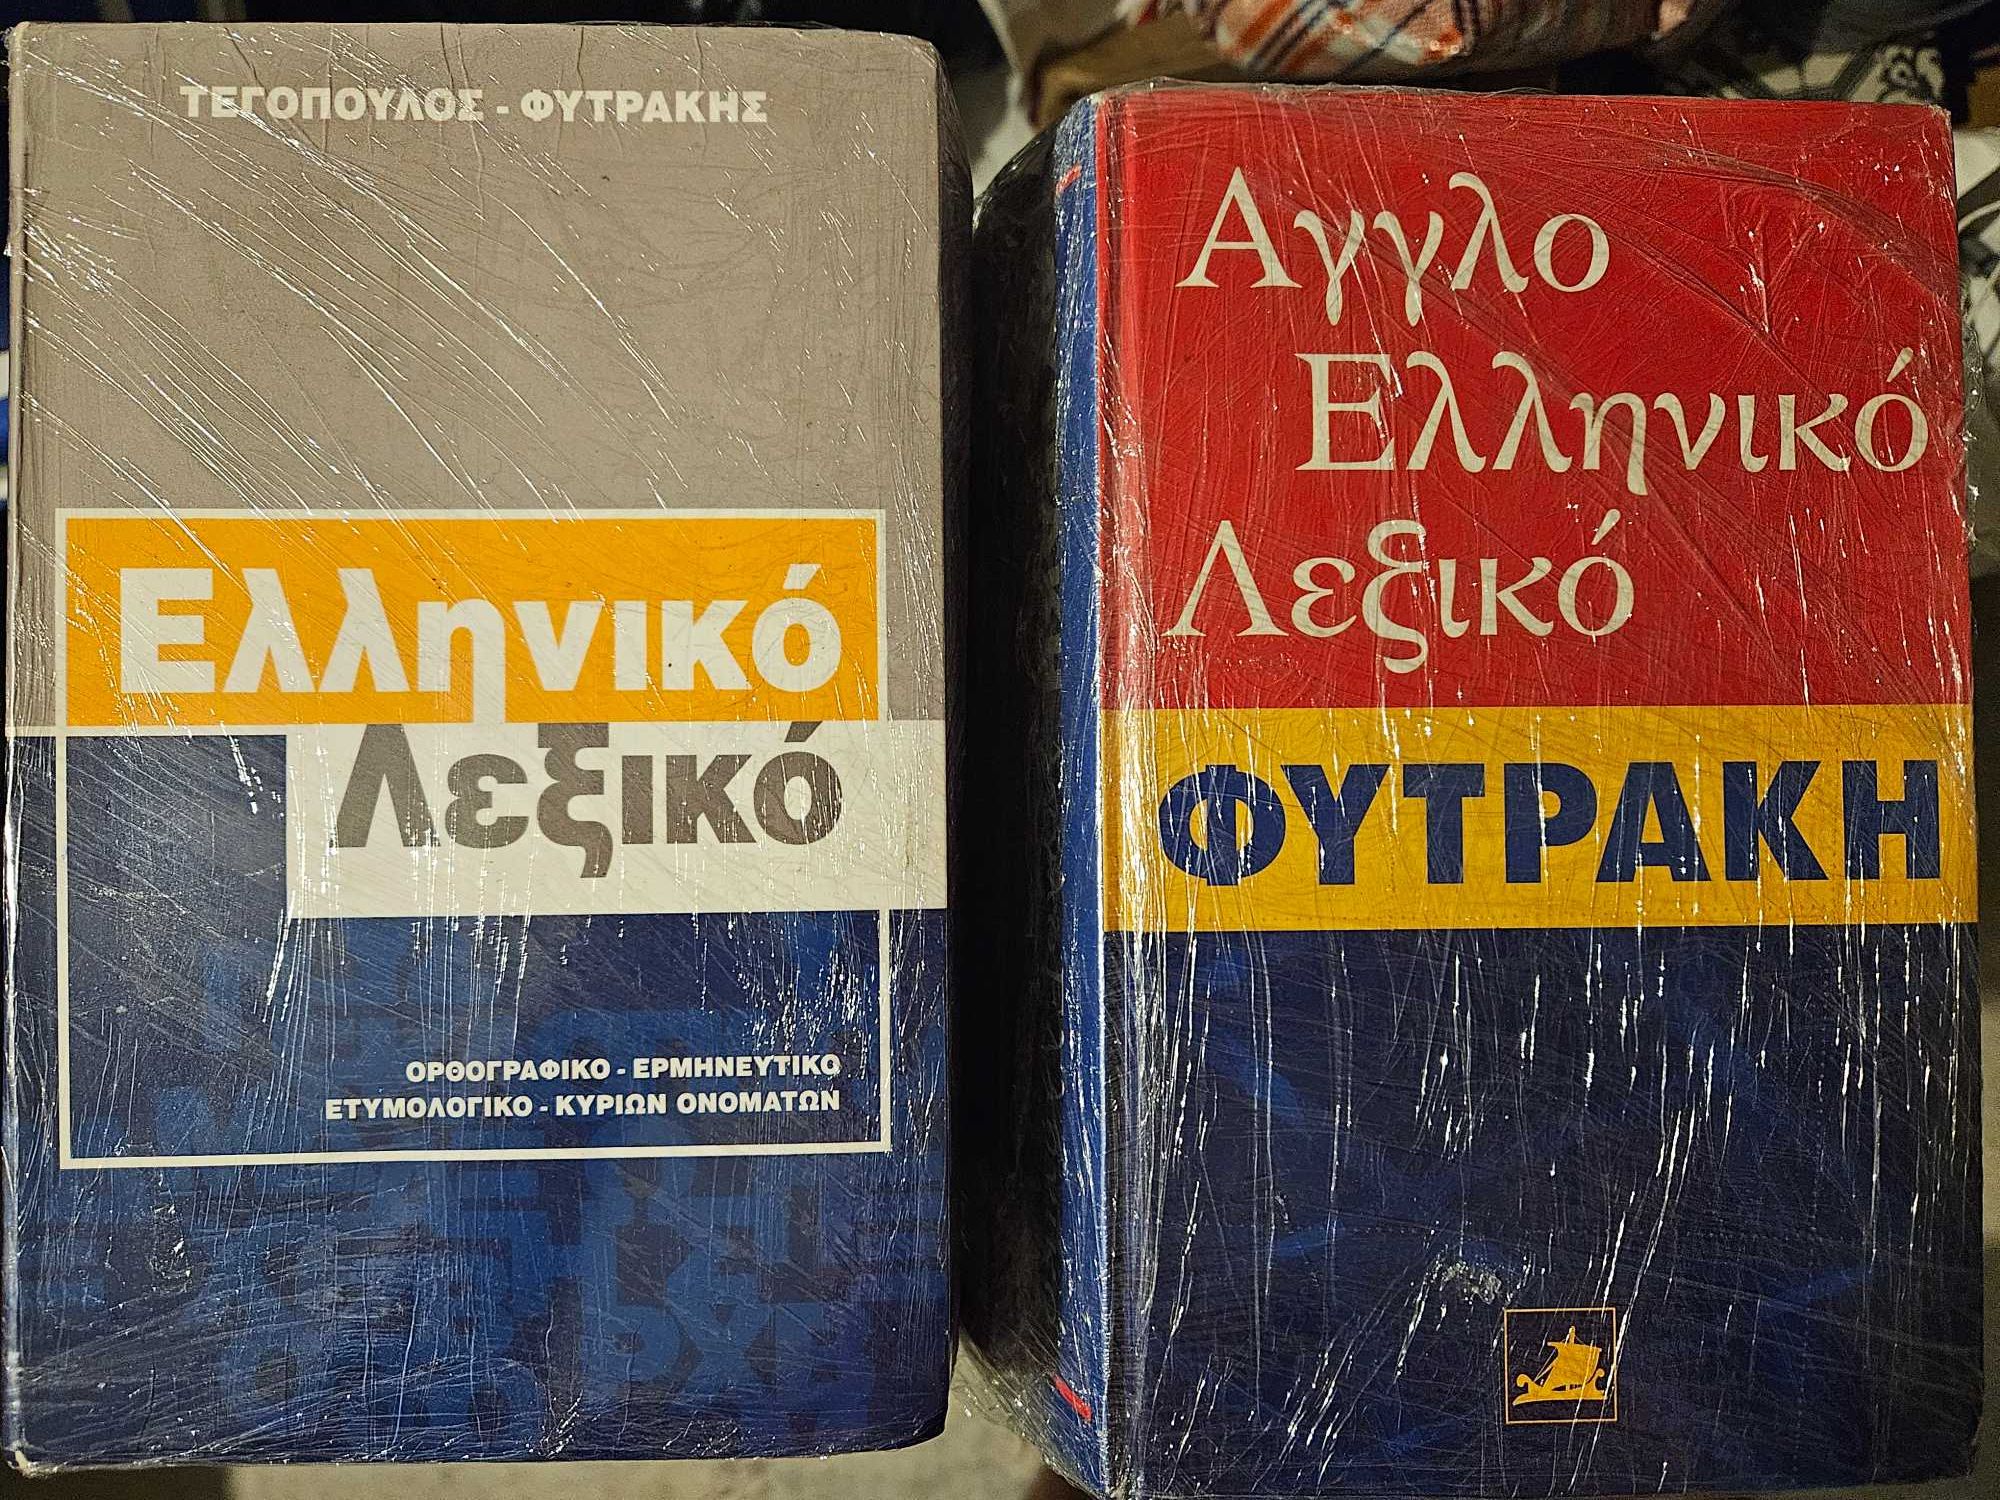 ΤΕΓΟΠΟΥΛΟΣ - ΦΥΤΡΑΚΗΣ
Ελληνικό
Λεξικό
ΟΡΘΟΓΡΑΦΙΚΟ - ΕΡΜΗΝΕΥΤΙΚΟ
ΕΤΥΜΟΛΟΓΙΚΟ - ΚΥΡΙΩΝ ΟΝΟΜΑΤΩΝ
Αγγλο
Ελληνικό
Λεξικό
ΦΥΤΡΑΚΗ